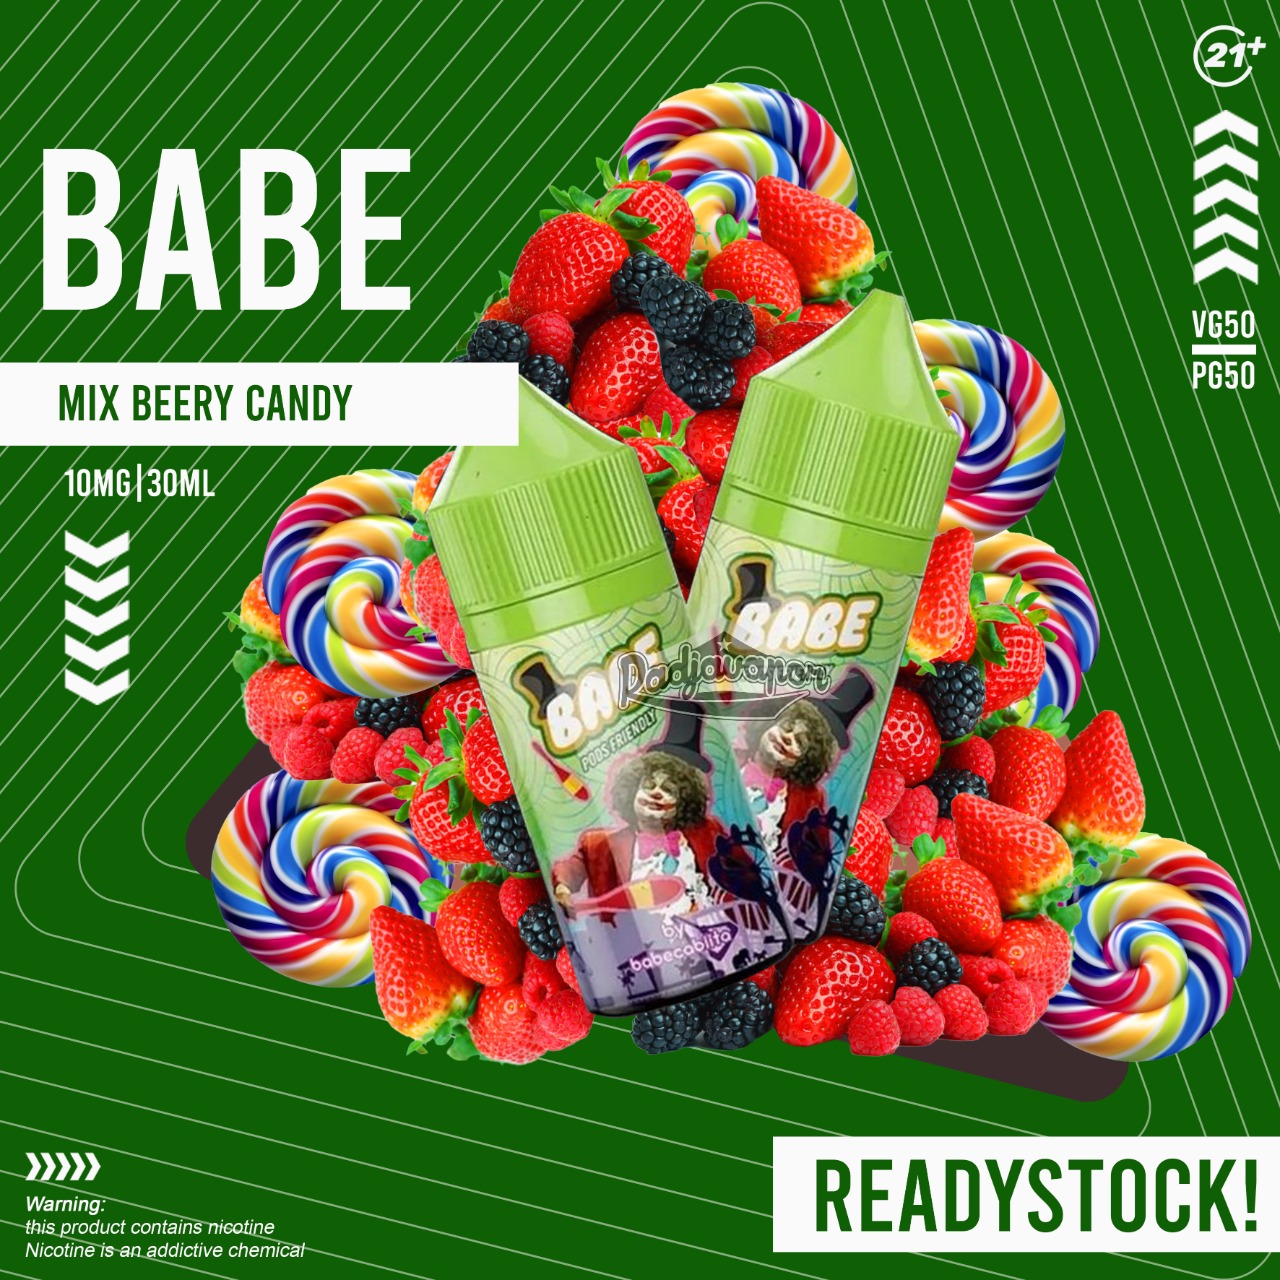 21+
BABE
MIX BEERY CANDY
10MG|30ML
VG50
PG50
BABE
PODS FRIENDLY
by
babecabiita
BABE
Radjavapor
READYSTOCK!
Warning:
this product contains nicotine
Nicotine is an addictive chemical